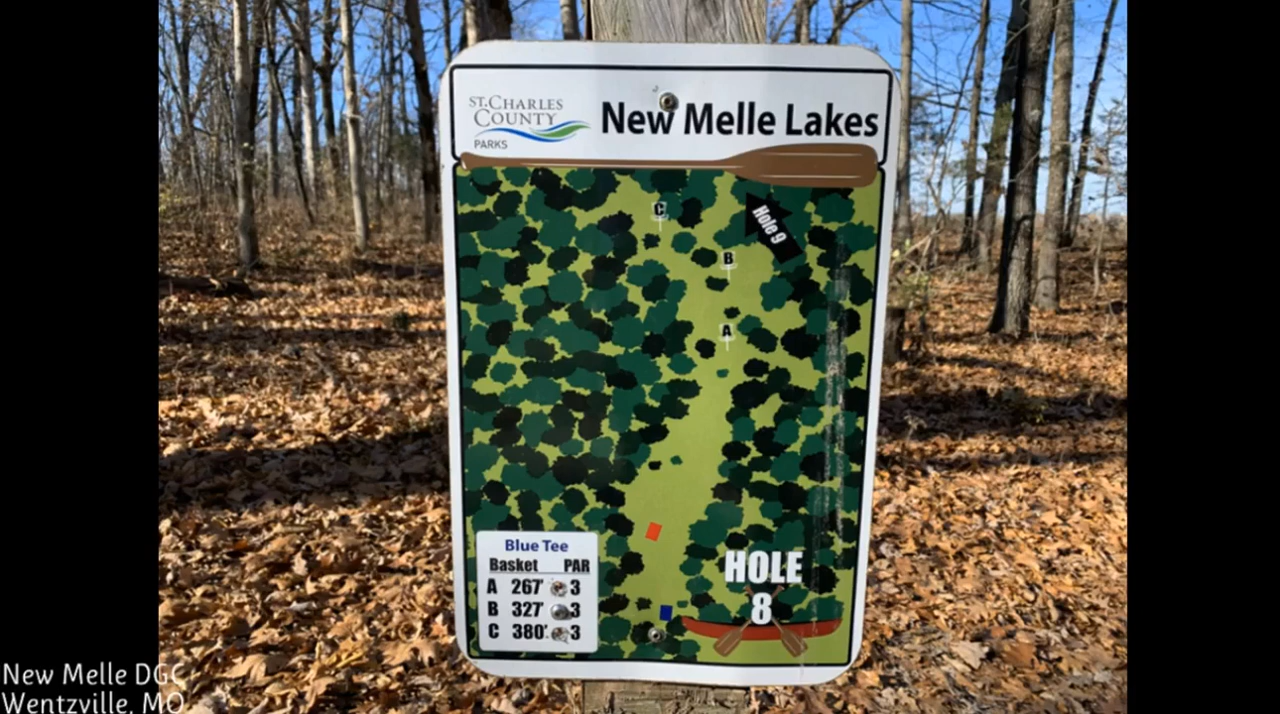 ST. CHARLES
COUNTY
PARKS
New Melle Lakes
C
Hole 9
B
A
Blue Tee
Basket PAR
A 267' 3
B 327' 3
C 380' 3
HOLE
8
New Melle DGC
Wentzville, MO